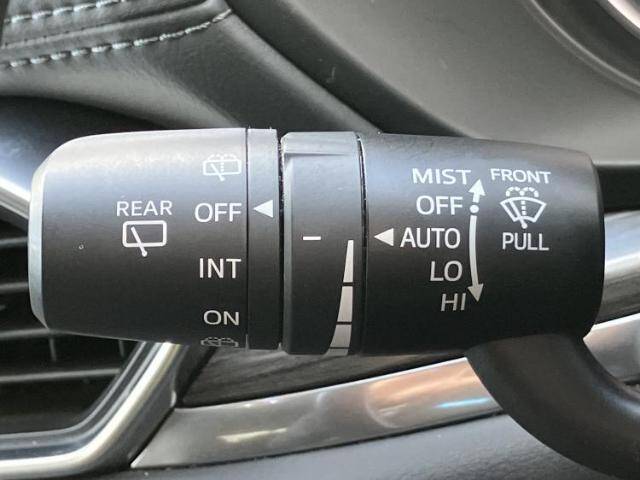 REAR
OFF
INT
ON
MIST
OFF
AUTO
LO
HI
FRONT
PULL